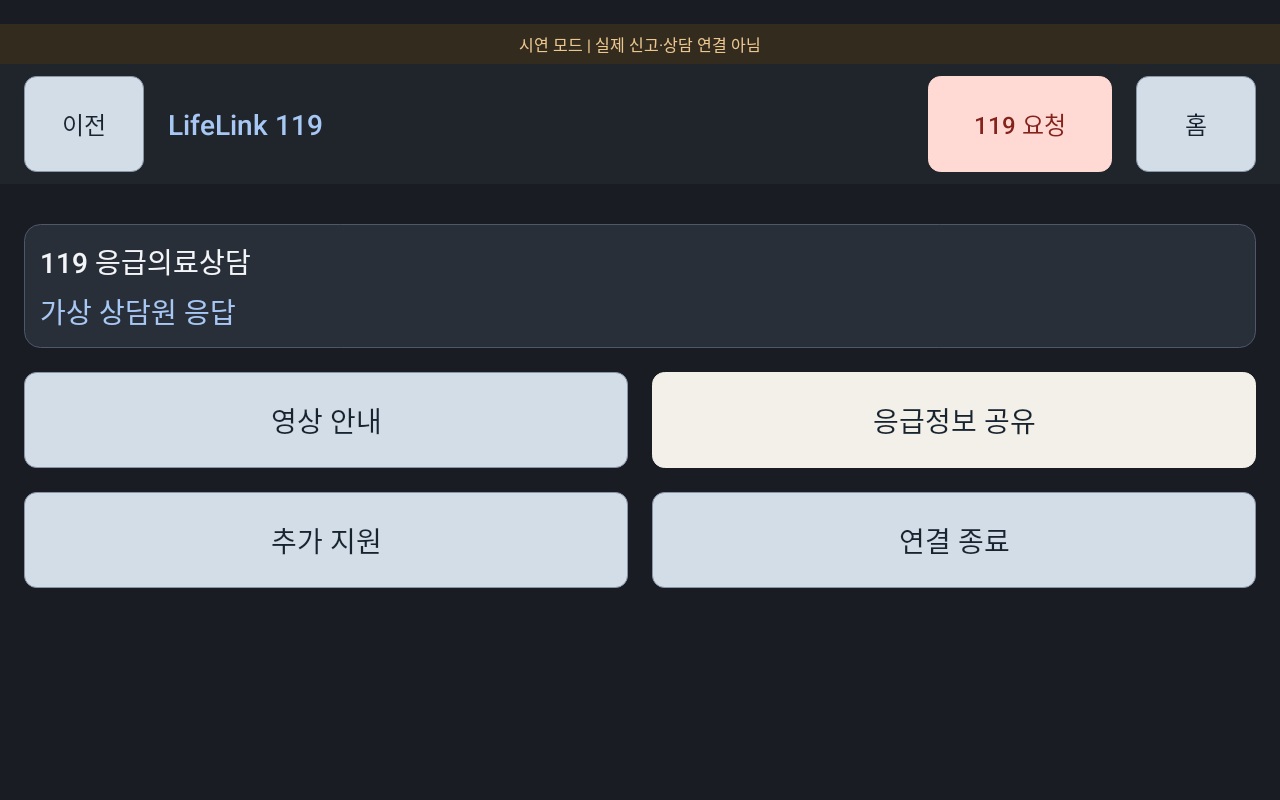 시연 모드 | 실제 신고·상담 연결 아님
이전
LifeLink 119
119 요청
홈
119 응급의료상담
가상 상담원 응답
영상 안내
응급정보 공유
추가 지원
연결 종료